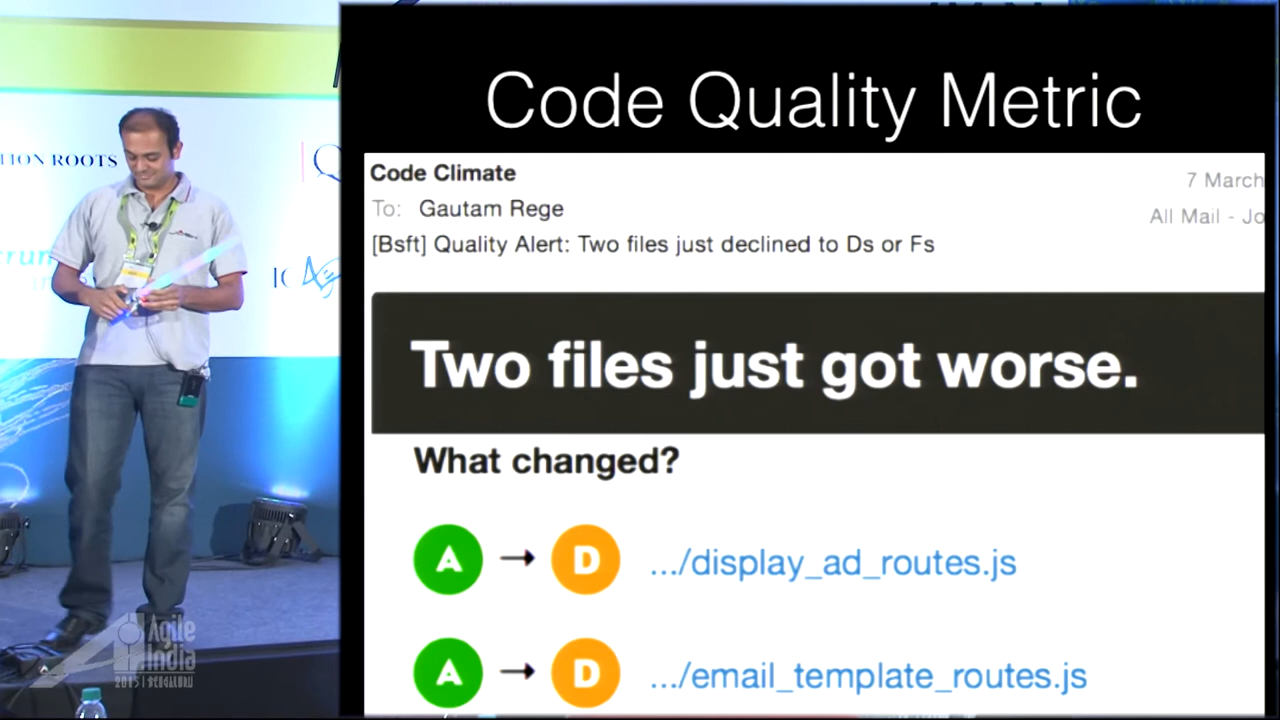 TION ROOTS
Agile
India
2015 | BENGALURU
Code Quality Metric
Code Climate
7 March
To: Gautam Rege
All Mail - Jo
[Bsft] Quality Alert: Two files just declined to Ds or Fs
Two files just got worse.
What changed?
A → D .../display_ad_routes.js
A → D .../email_template_routes.js